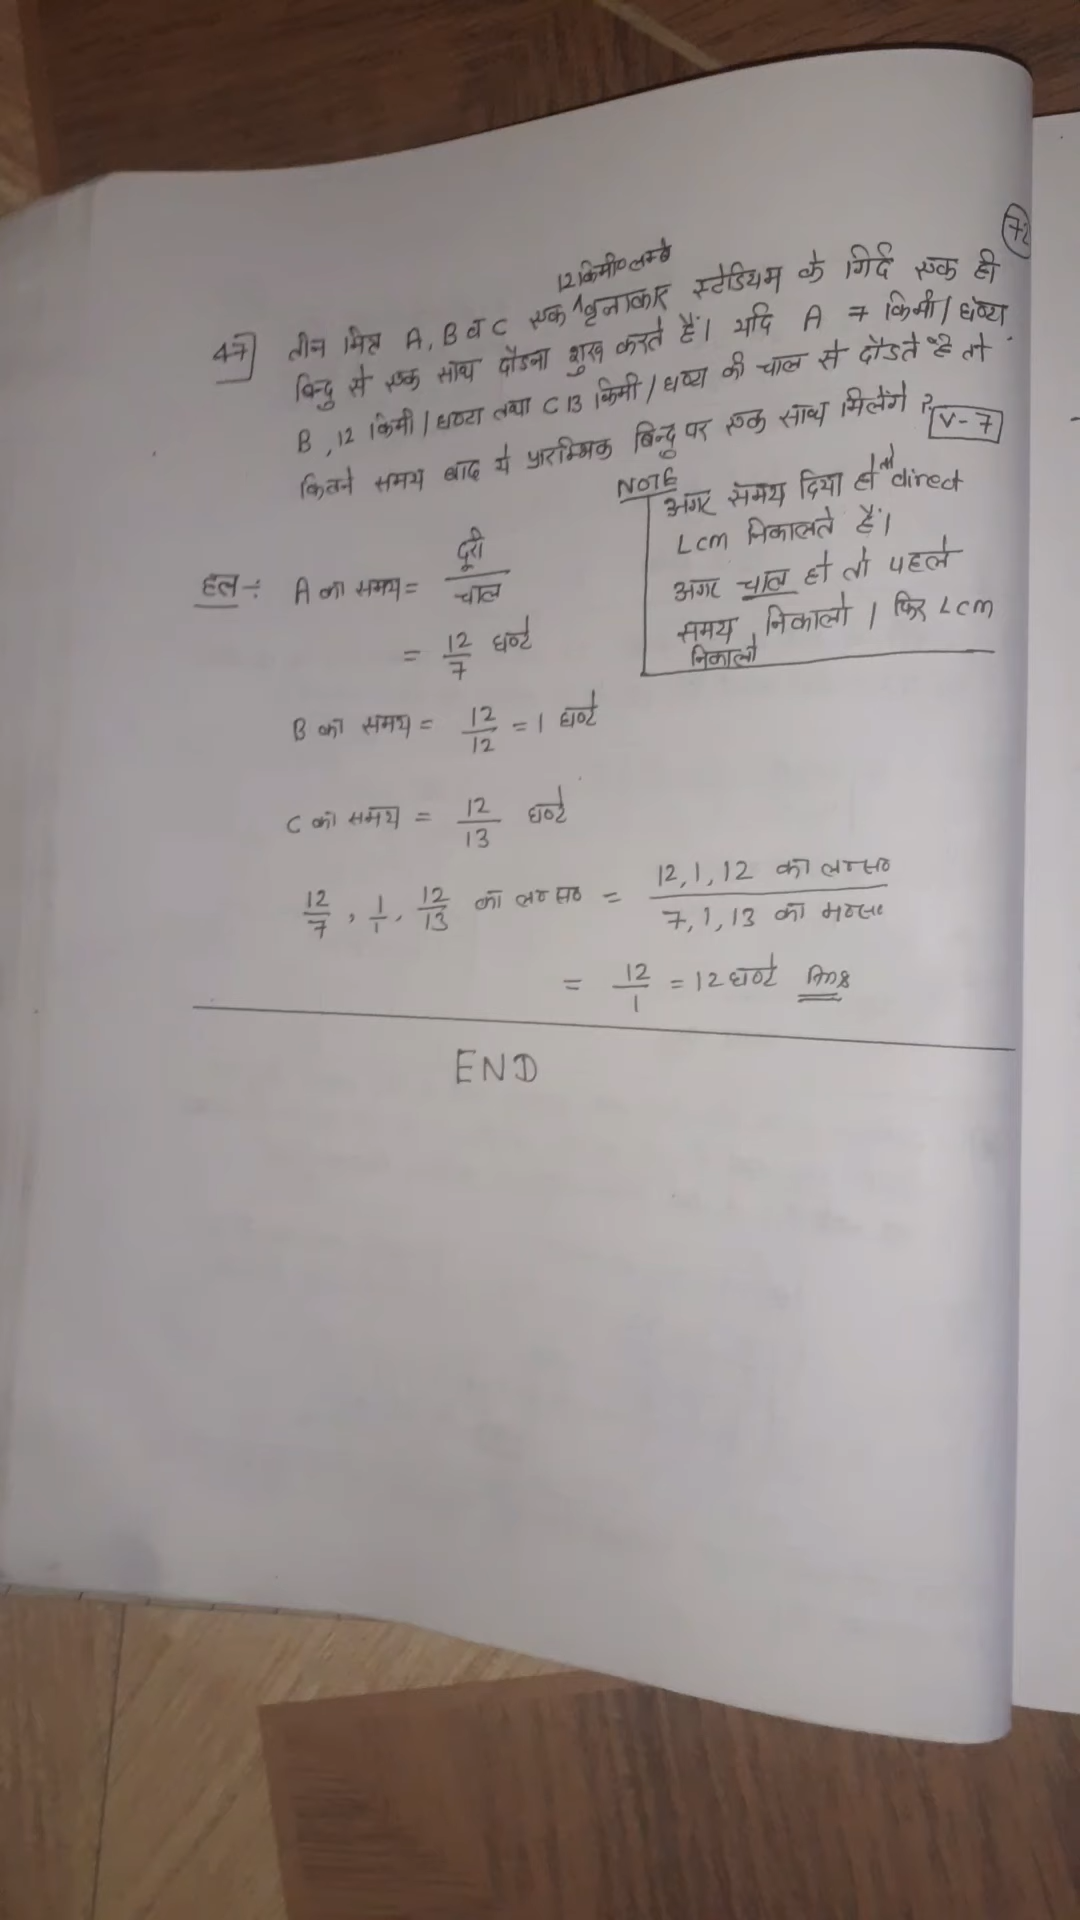 72
12 किमी० लम्बे
47] तीन मित्र A, B व C एक ^ वृत्ताकार स्टेडियम के गिर्द एक ही
बिन्दु से एक साथ दौडना शुरू करते हैं। यदि A 7 किमी / घण्टा
B, 12 किमी / घण्टा तथा C 13 किमी / घण्टा की चाल से दौडते है तो
कितने समय बाद ये प्रारम्भिक बिन्दु पर एक साथ मिलेंगे ?
V-7
NOTE
अगर समय दिया हो तो direct
LCM निकालते हैं।
अगर चाल हो तो पहले
समय निकालो । फिर LCM
निकालो
हल ÷ A का समय = दूरी / चाल
= 12/7 घण्टे
B का समय = 12/12 = 1 घण्टे
C का समय = 12/13 घण्टे
12/7 , 1/1 , 12/13 का ल०स० = 12, 1, 12 का ल०स० / 7, 1, 13 का म०स०
= 12/1 = 12 घण्टे Ans
END